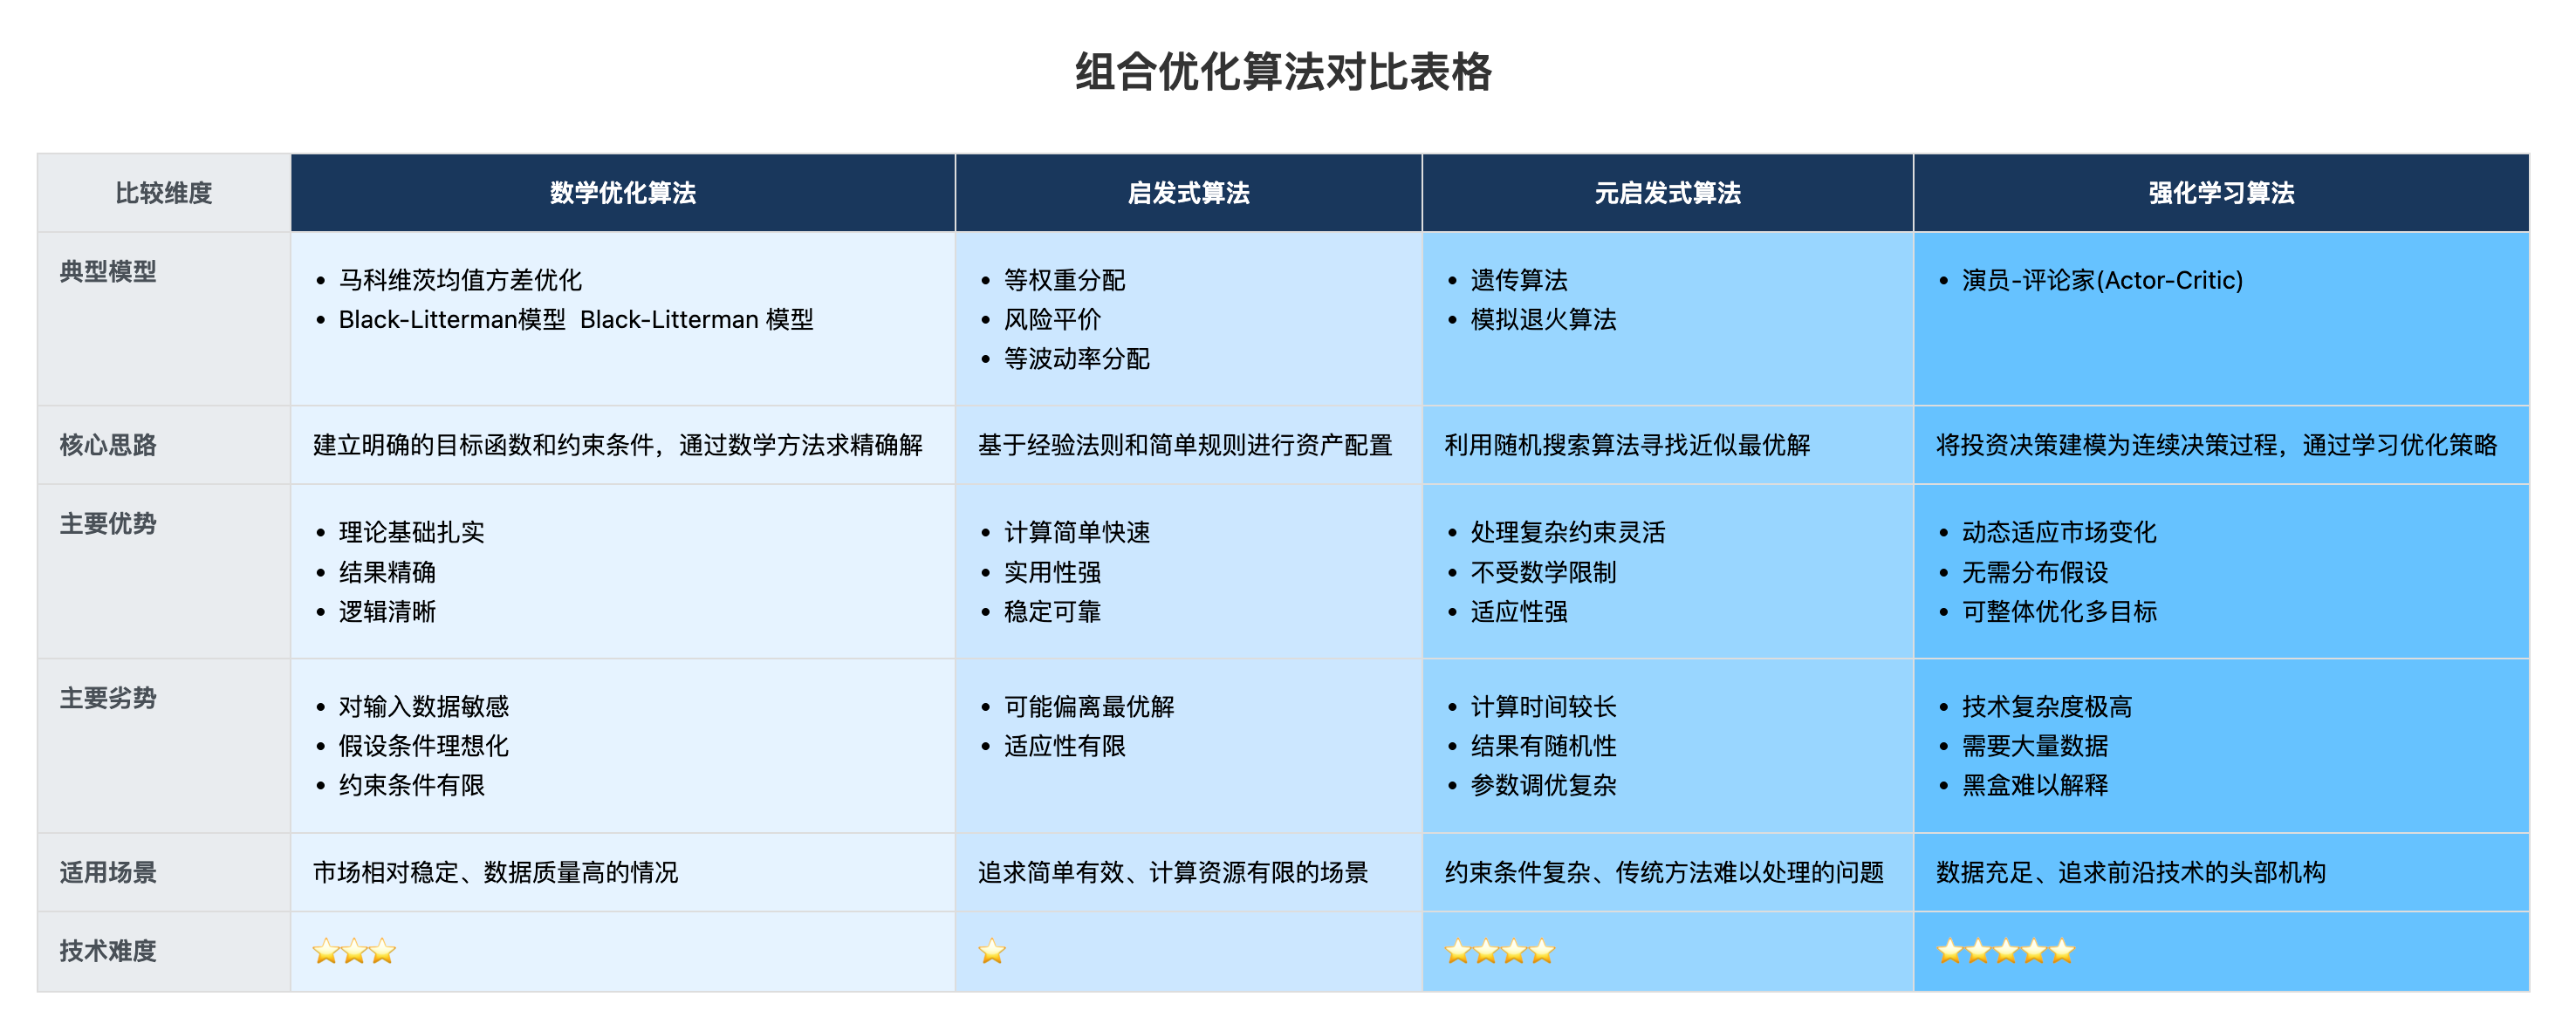 组合优化算法对比表格
比较维度
数学优化算法
启发式算法
元启发式算法
强化学习算法
典型模型
• 马科维茨均值方差优化
• Black-Litterman模型 Black-Litterman 模型
• 等权重分配
• 风险平价
• 等波动率分配
• 遗传算法
• 模拟退火算法
• 演员-评论家(Actor-Critic)
核心思路
建立明确的目标函数和约束条件，通过数学方法求精确解
基于经验法则和简单规则进行资产配置
利用随机搜索算法寻找近似最优解
将投资决策建模为连续决策过程，通过学习优化策略
主要优势
• 理论基础扎实
• 结果精确
• 逻辑清晰
• 计算简单快速
• 实用性强
• 稳定可靠
• 处理复杂约束灵活
• 不受数学限制
• 适应性强
• 动态适应市场变化
• 无需分布假设
• 可整体优化多目标
主要劣势
• 对输入数据敏感
• 假设条件理想化
• 约束条件有限
• 可能偏离最优解
• 适应性有限
• 计算时间较长
• 结果有随机性
• 参数调优复杂
• 技术复杂度极高
• 需要大量数据
• 黑盒难以解释
适用场景
市场相对稳定、数据质量高的情况
追求简单有效、计算资源有限的场景
约束条件复杂、传统方法难以处理的问题
数据充足、追求前沿技术的头部机构
技术难度
⭐⭐⭐
⭐
⭐⭐⭐⭐
⭐⭐⭐⭐⭐